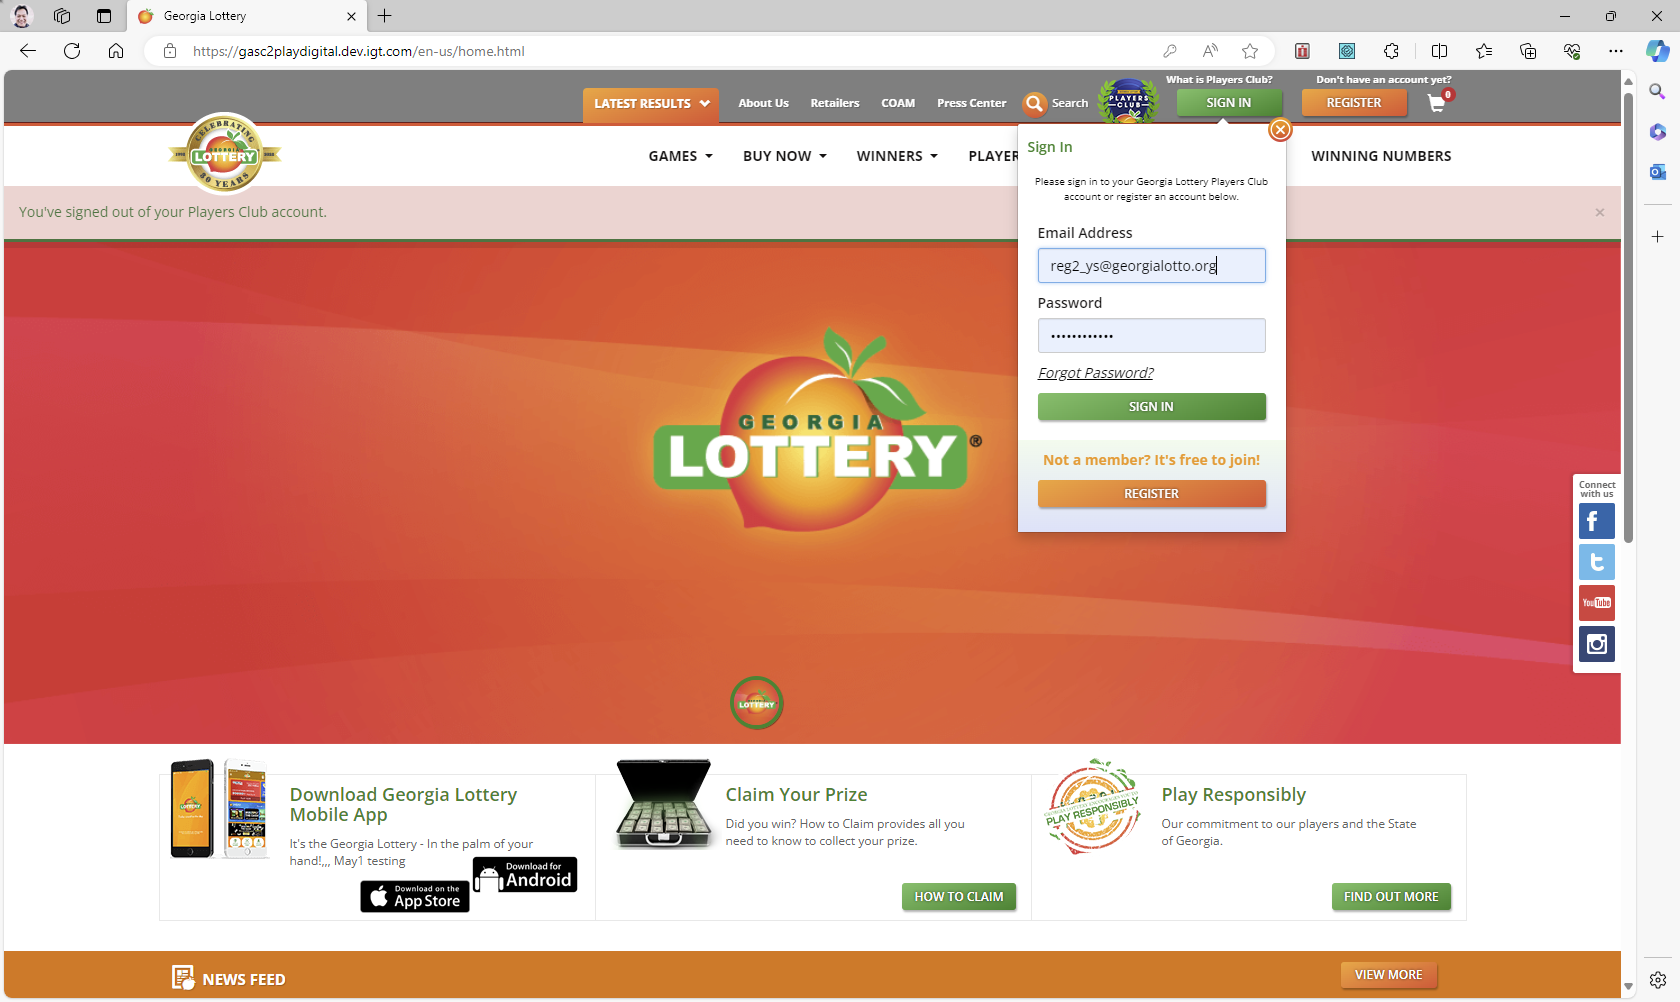 Georgia Lottery
https://gasc2playdigital.dev.igt.com/en-us/home.html
What is Players Club?
Don't have an account yet?
LATEST RESULTS
About Us
Retailers
COAM
Press Center
Search
PLAYERS
CLUB
SIGN IN
REGISTER
0
CELEBRATING
GEORGIA
LOTTERY
30 YEARS
GAMES
BUY NOW
WINNERS
PLAYER
WINNING NUMBERS
You've signed out of your Players Club account.
×
Sign In
Please sign in to your Georgia Lottery Players Club
account or register an account below.
Email Address
reg2_ys@georgialotto.org
Password
••••••••••••
Forgot Password?
SIGN IN
Not a member? It's free to join!
REGISTER
GEORGIA
LOTTERY®
Connect
with us
YouTube
LOTTERY
Download Georgia Lottery
Mobile App
It's the Georgia Lottery - In the palm of your
hand!,,, May1 testing
Download on the
App Store
Download for
Android
Claim Your Prize
Did you win? How to Claim provides all you
need to know to collect your prize.
HOW TO CLAIM
PLAY RESPONSIBLY
Play Responsibly
Our commitment to our players and the State
of Georgia.
FIND OUT MORE
NEWS FEED
VIEW MORE